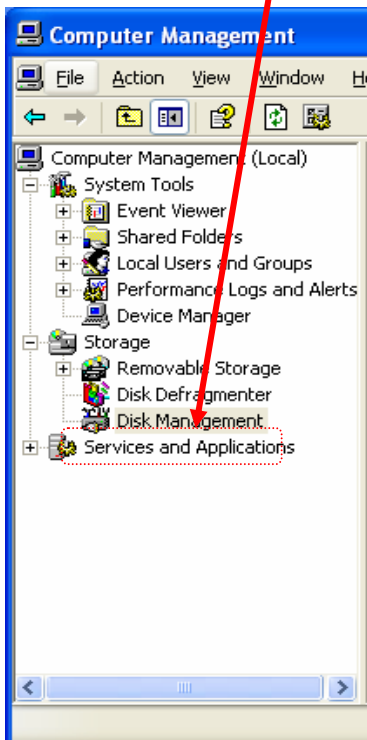 Computer Management
File Action View Window H
Computer Management (Local)
System Tools
Event Viewer
Shared Folders
Local Users and Groups
Performance Logs and Alerts
Device Manager
Storage
Removable Storage
Disk Defragmenter
Disk Management
Services and Applications